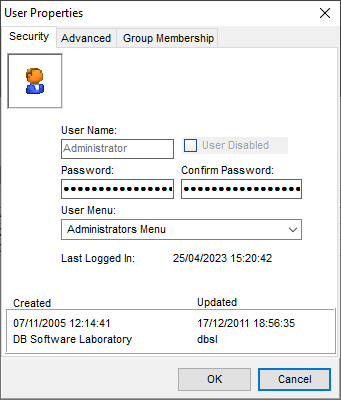 User Properties
Security Advanced Group Membership
User Name:
Administrator User Disabled
Password: Confirm Password:
•••••••••••••••• ••••••••••••••••
User Menu:
Administrators Menu
Last Logged In: 25/04/2023 15:20:42
Created Updated
07/11/2005 12:14:41 17/12/2011 18:56:35
DB Software Laboratory dbsl
OK Cancel